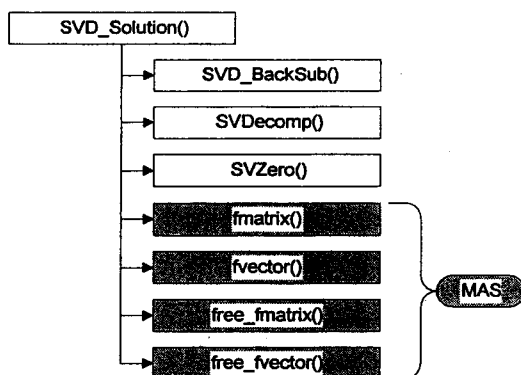 SVD_Solution()
SVD_BackSub()
SVDecomp()
SVZero()
fmatrix()
fvector()
MAS
free_fmatrix()
free_fvector()